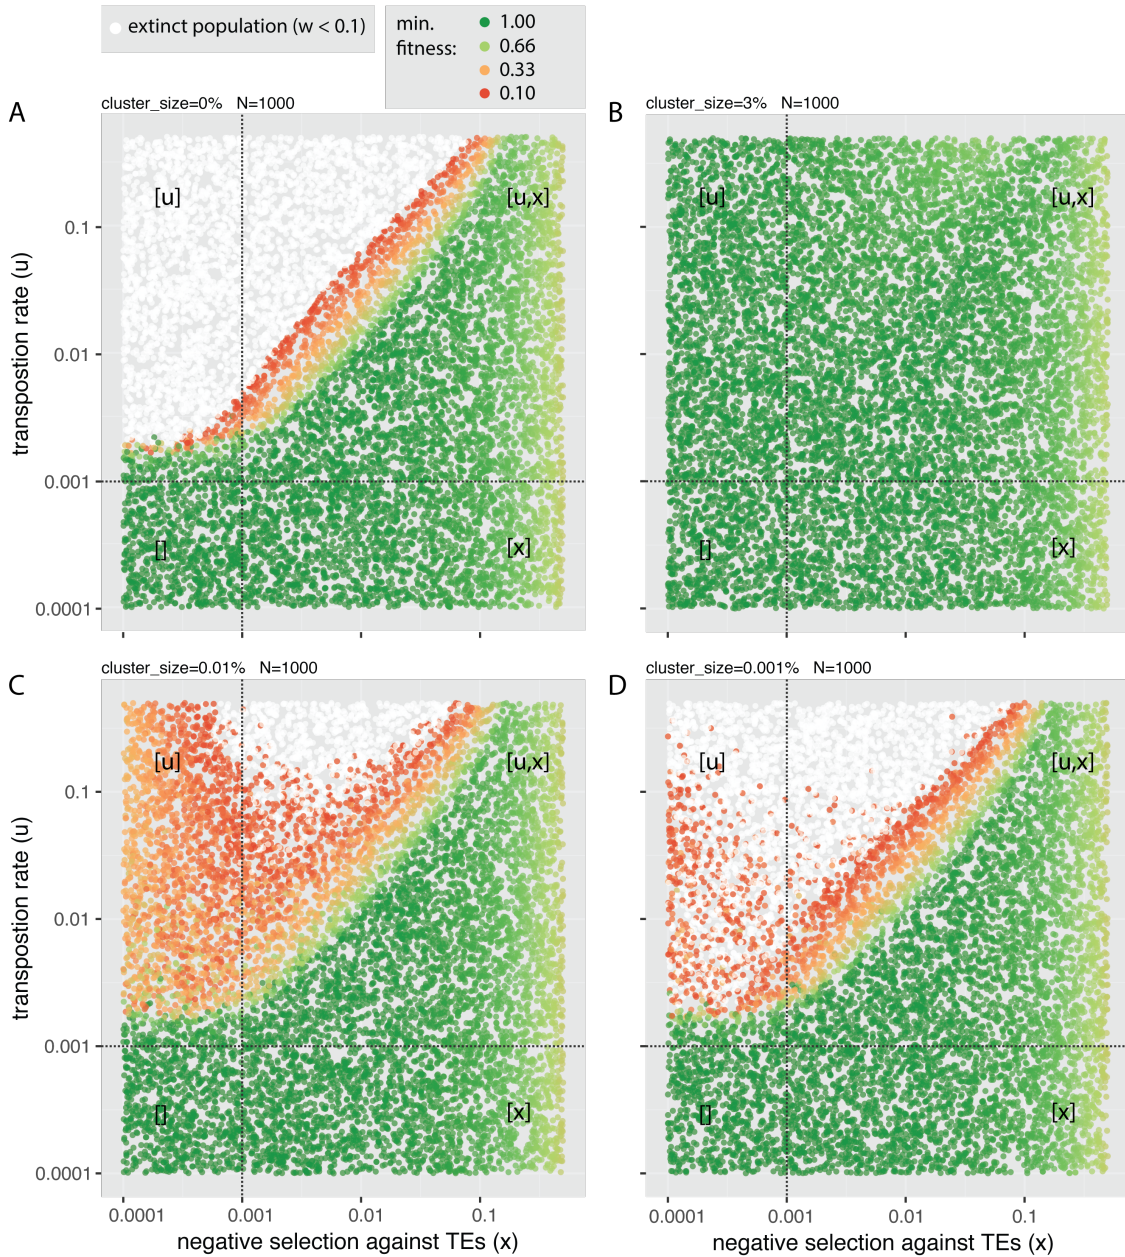 extinct population (w < 0.1)
min.
fitness:
1.00
0.66
0.33
0.10
A
cluster_size=0% N=1000
[u]
[u,x]
[]
[x]
0.1
0.01
0.001
0.0001
transpostion rate (u)
B
cluster_size=3% N=1000
[u]
[u,x]
[]
[x]
C
cluster_size=0.01% N=1000
[u]
[u,x]
[]
[x]
0.1
0.01
0.001
0.0001
transpostion rate (u)
0.0001 0.001 0.01 0.1
negative selection against TEs (x)
D
cluster_size=0.001% N=1000
[u]
[u,x]
[]
[x]
0.0001 0.001 0.01 0.1
negative selection against TEs (x)